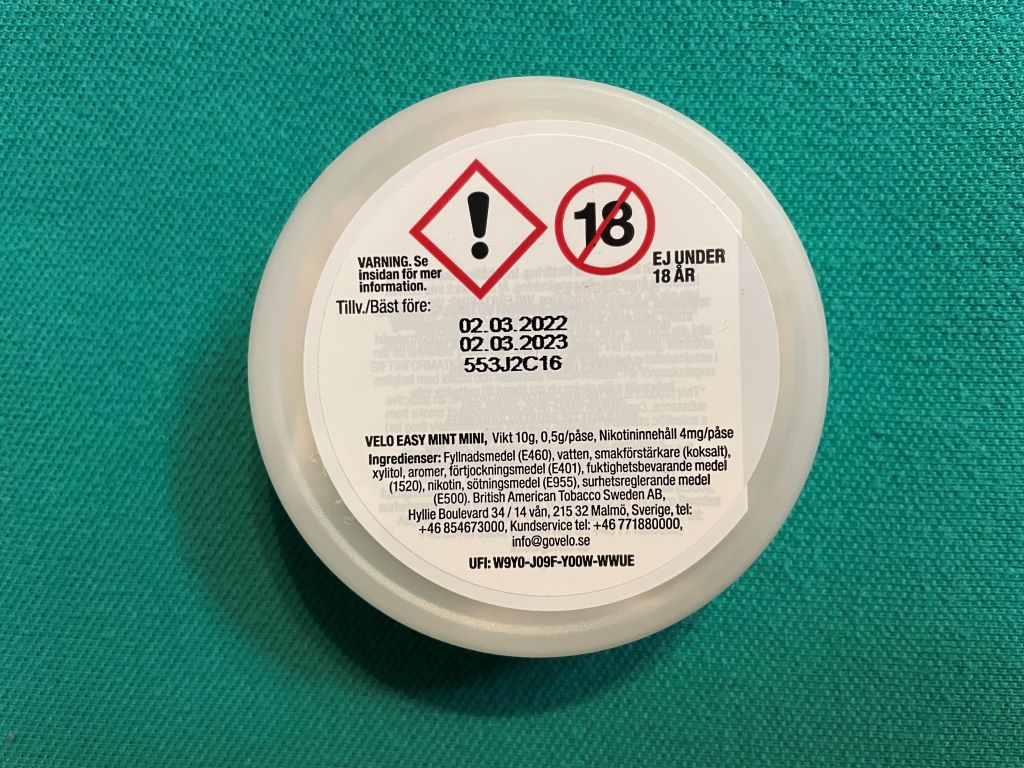 !
18
VARNING. Se
insidan för mer
information.
EJ UNDER
18 ÅR
Tillv./Bäst före:
02.03.2022
02.03.2023
553J2C16
VELO EASY MINT MINI, Vikt 10g, 0,5g/påse, Nikotininnehåll 4mg/påse
Ingredienser: Fyllnadsmedel (E460), vatten, smakförstärkare (koksalt),
xylitol, aromer, förtjockningsmedel (E401), fuktighetsbevarande medel
(1520), nikotin, sötningsmedel (E955), surhetsreglerande medel
(E500). British American Tobacco Sweden AB,
Hyllie Boulevard 34 / 14 vån, 215 32 Malmö, Sverige, tel:
+46 854673000, Kundservice tel: +46 771880000,
info@govelo.se
UFI: W9Y0-J09F-Y00W-WWUE